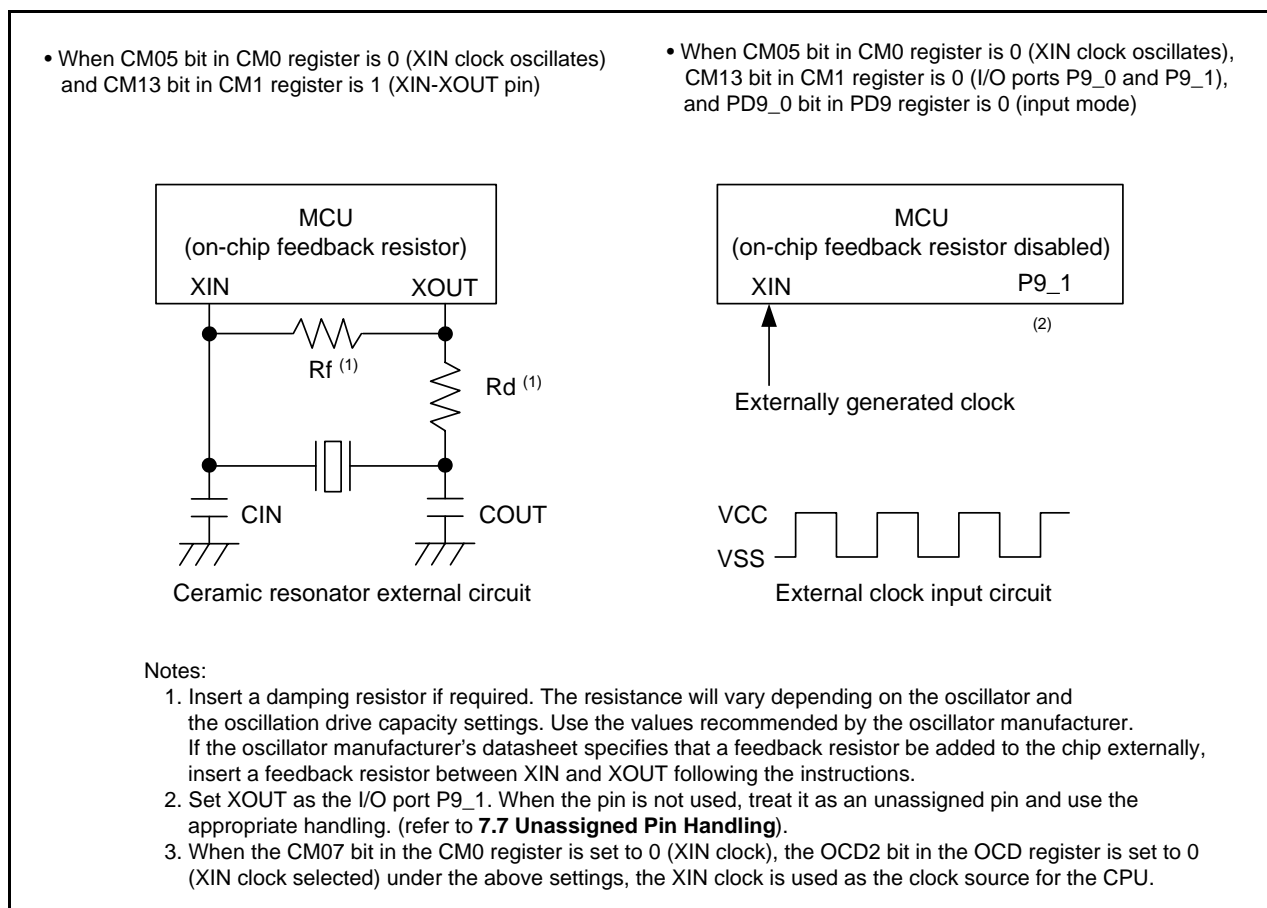 • When CM05 bit in CM0 register is 0 (XIN clock oscillates)
and CM13 bit in CM1 register is 1 (XIN-XOUT pin)
• When CM05 bit in CM0 register is 0 (XIN clock oscillates),
CM13 bit in CM1 register is 0 (I/O ports P9_0 and P9_1),
and PD9_0 bit in PD9 register is 0 (input mode)
MCU
(on-chip feedback resistor)
XIN
XOUT
Rf (1)
Rd (1)
CIN
COUT
Ceramic resonator external circuit
MCU
(on-chip feedback resistor disabled)
XIN
P9_1
(2)
Externally generated clock
VCC
VSS
External clock input circuit
Notes:
1. Insert a damping resistor if required. The resistance will vary depending on the oscillator and
the oscillation drive capacity settings. Use the values recommended by the oscillator manufacturer.
If the oscillator manufacturer’s datasheet specifies that a feedback resistor be added to the chip externally,
insert a feedback resistor between XIN and XOUT following the instructions.
2. Set XOUT as the I/O port P9_1. When the pin is not used, treat it as an unassigned pin and use the
appropriate handling. (refer to 7.7 Unassigned Pin Handling).
3. When the CM07 bit in the CM0 register is set to 0 (XIN clock), the OCD2 bit in the OCD register is set to 0
(XIN clock selected) under the above settings, the XIN clock is used as the clock source for the CPU.